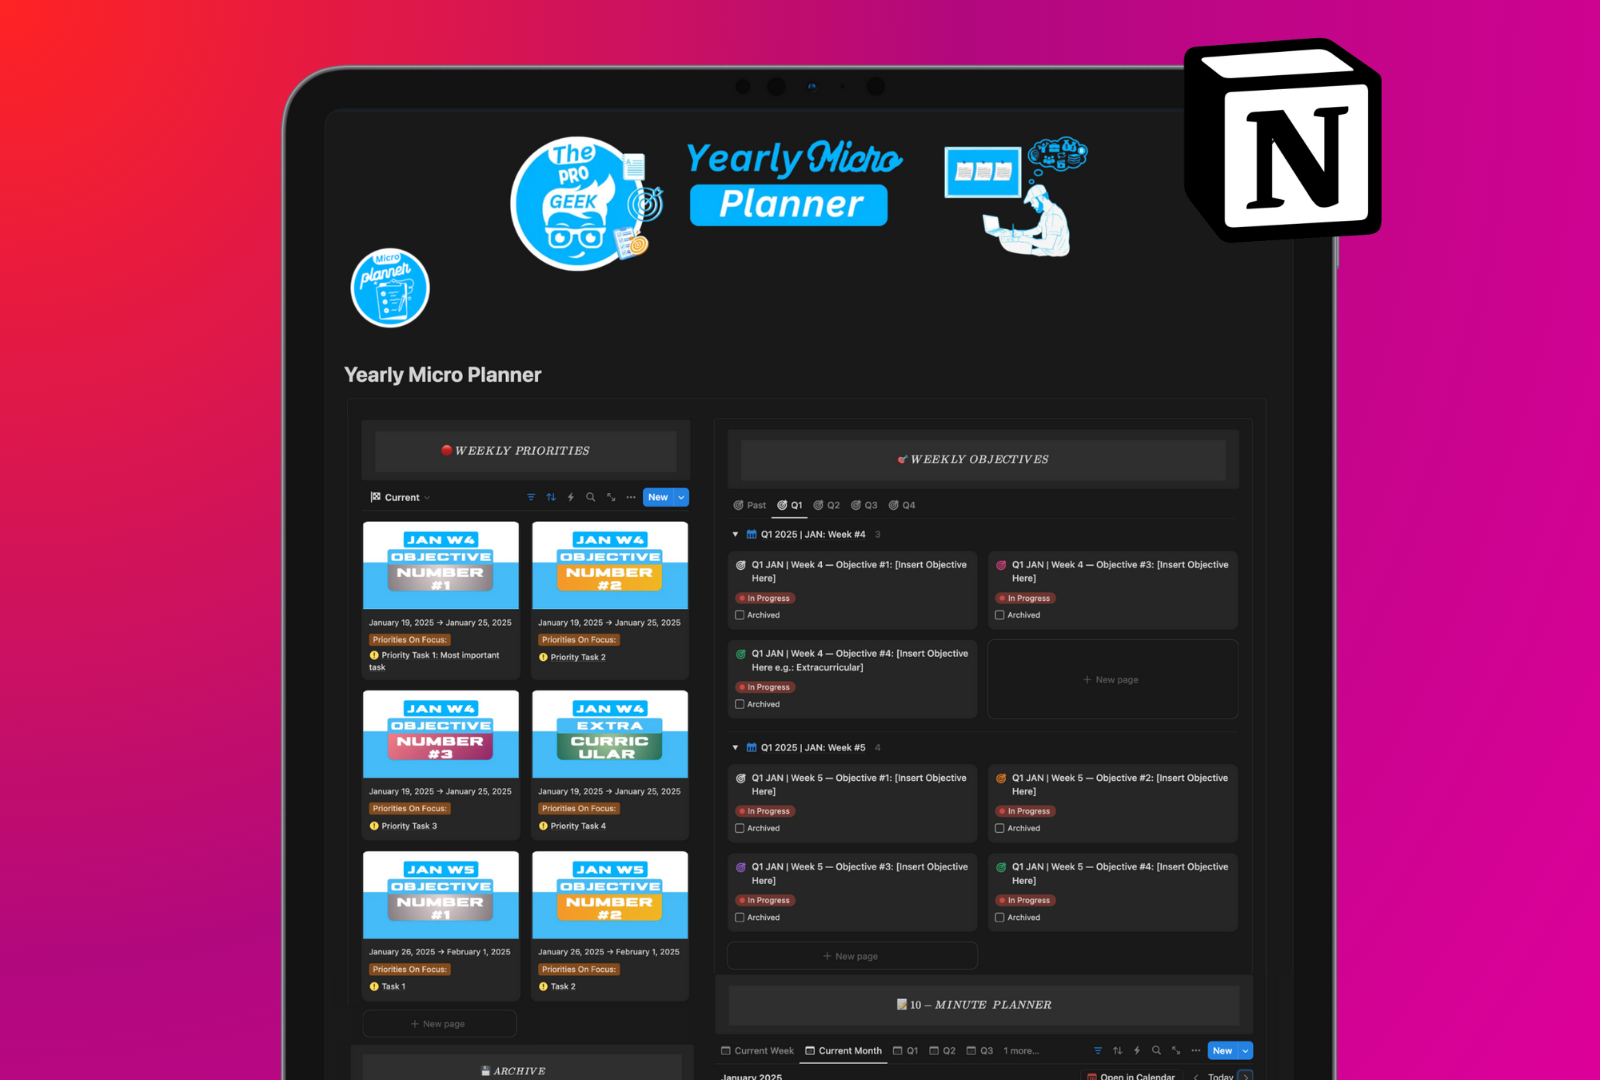 The
PRO
GEEK
Yearly Micro
Planner
N
Micro
planner
Yearly Micro Planner
WEEKLY PRIORITIES
Current
New
JAN W4
OBJECTIVE
NUMBER
#1
January 19, 2025 → January 25, 2025
Priorities On Focus:
Priority Task 1: Most important
task
JAN W4
OBJECTIVE
NUMBER
#2
January 19, 2025 → January 25, 2025
Priorities On Focus:
Priority Task 2
JAN W4
OBJECTIVE
NUMBER
#3
January 19, 2025 → January 25, 2025
Priorities On Focus:
Priority Task 3
JAN W4
EXTRA
CURRIC
ULAR
January 19, 2025 → January 25, 2025
Priorities On Focus:
Priority Task 4
JAN W5
OBJECTIVE
NUMBER
#1
January 26, 2025 → February 1, 2025
Priorities On Focus:
Task 1
JAN W5
OBJECTIVE
NUMBER
#2
January 26, 2025 → February 1, 2025
Priorities On Focus:
Task 2
+ New page
ARCHIVE
WEEKLY OBJECTIVES
Past Q1 Q2 Q3 Q4
Q1 2025 | JAN: Week #4 3
Q1 JAN | Week 4 — Objective #1: [Insert Objective
Here]
In Progress
Archived
Q1 JAN | Week 4 — Objective #3: [Insert Objective
Here]
In Progress
Archived
Q1 JAN | Week 4 — Objective #4: [Insert Objective
Here e.g.: Extracurricular]
In Progress
Archived
+ New page
Q1 2025 | JAN: Week #5 4
Q1 JAN | Week 5 — Objective #1: [Insert Objective
Here]
In Progress
Archived
Q1 JAN | Week 5 — Objective #2: [Insert Objective
Here]
In Progress
Archived
Q1 JAN | Week 5 — Objective #3: [Insert Objective
Here]
In Progress
Archived
Q1 JAN | Week 5 — Objective #4: [Insert Objective
Here]
In Progress
Archived
+ New page
10 – MINUTE PLANNER
Current Week Current Month Q1 Q2 Q3 1 more...
New
January 2025
Open in Calendar
Today